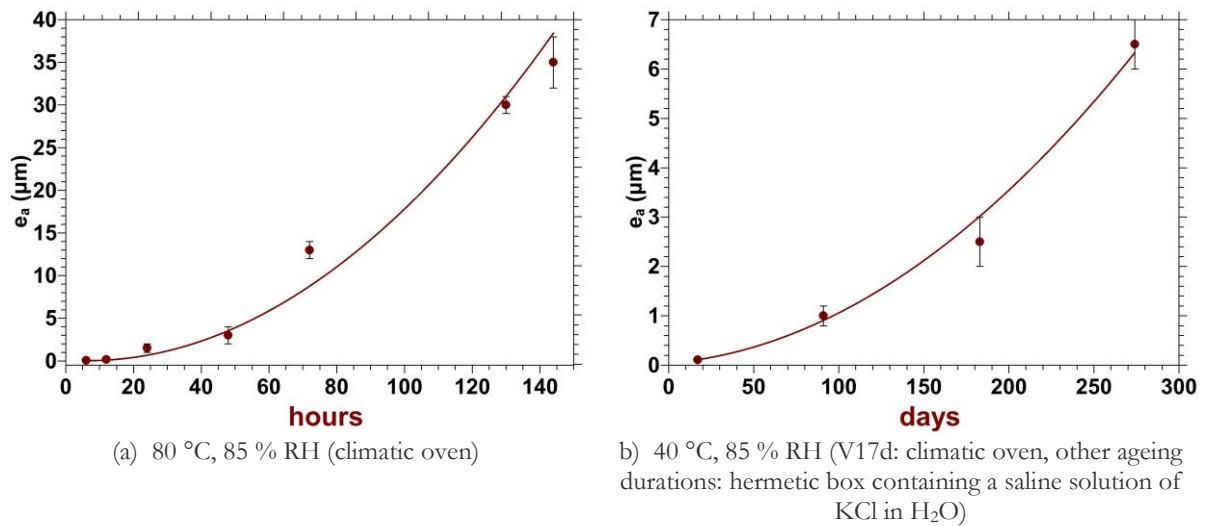 40
35
30
25
20
15
10
5
0
eₐ (µm)
0 20 40 60 80 100 120 140
hours
(a) 80 °C, 85 % RH (climatic oven)
7
6
5
4
3
2
1
0
eₐ (µm)
0 50 100 150 200 250 300
days
b) 40 °C, 85 % RH (V17d: climatic oven, other ageing
durations: hermetic box containing a saline solution of
KCl in H₂O)